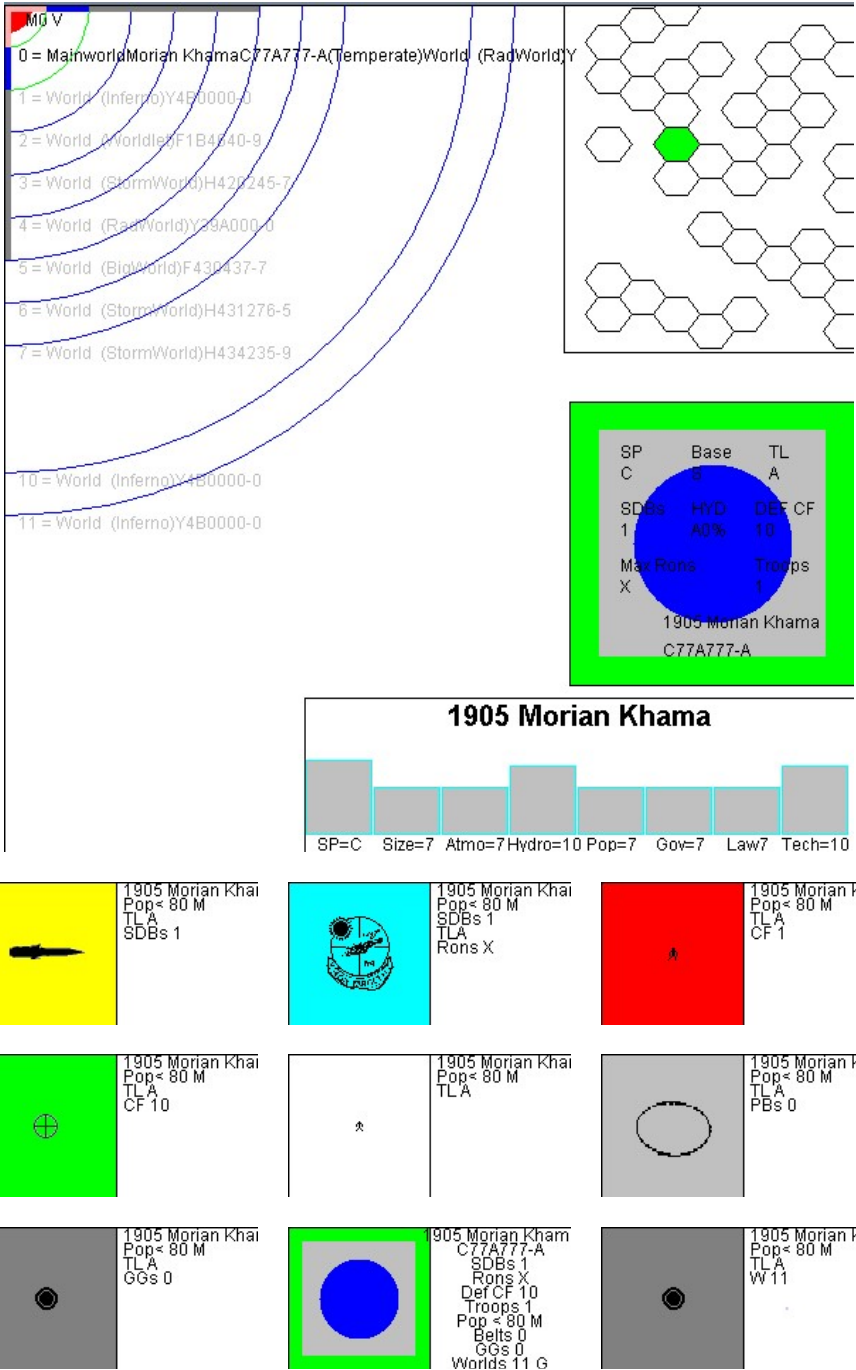 M0 V
0 = MainworldMorian KhamaC77A777-A(Temperate)World (RadWorld)Y
1 = World (Inferno)Y4B0000-0
2 = World (Worldlet)F1B4640-9
3 = World (StormWorld)H420245-7
4 = World (RadWorld)Y39A000-0
5 = World (BigWorld)F430437-7
6 = World (StormWorld)H431276-5
7 = World (StormWorld)H434235-9
10 = World (Inferno)Y4B0000-0
11 = World (Inferno)Y4B0000-0
SP Base TL
C B A
SDBs HYD DEF CF
1 A0% 10
Max Rons Troops
X 1
1905 Morian Khama
C77A777-A
1905 Morian Khama
SP=C Size=7 Atmo=7 Hydro=10 Pop=7 Gov=7 Law7 Tech=10
1905 Morian Khai
Pop< 80 M
TL A
SDBs 1
1905 Morian Khai
Pop< 80 M
SDBs 1
TLA
Rons X
1905 Morian K
Pop< 80 M
TL A
CF 1
1905 Morian Khai
Pop< 80 M
TL A
CF 10
1905 Morian Khai
Pop< 80 M
TL A
1905 Morian K
Pop< 80 M
TL A
PBs 0
1905 Morian Khai
Pop< 80 M
TL A
GGs 0
1905 Morian Kham
C77A777-A
SDBs 1
Rons X
Def CF 10
Troops 1
Pop < 80 M
Belts 0
GGs 0
Worlds 11 G
1905 Morian K
Pop< 80 M
TL A
W 11